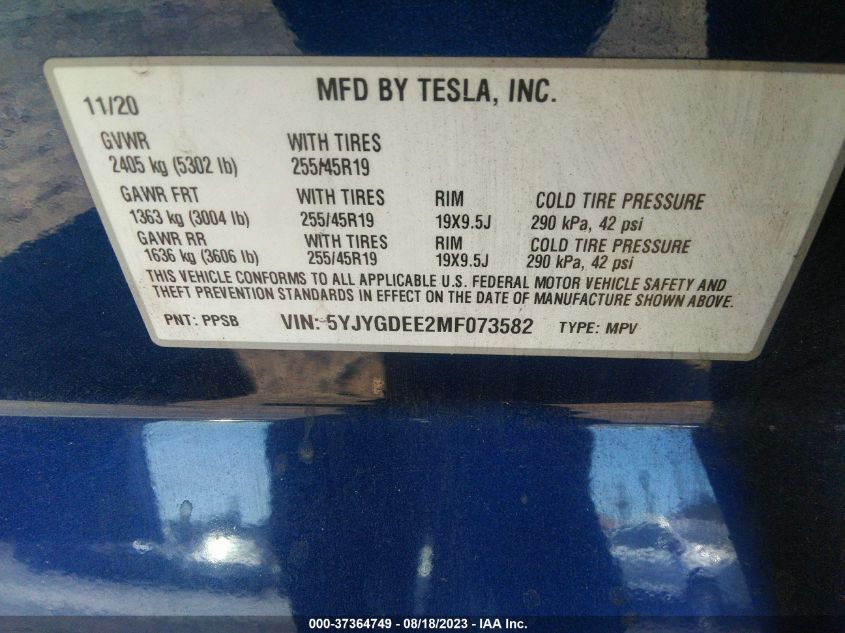 MFD BY TESLA, INC.
11/20
GVWR WITH TIRES
2405 kg (5302 lb) 255/45R19
GAWR FRT WITH TIRES RIM COLD TIRE PRESSURE
1363 kg (3004 lb) 255/45R19 19X9.5J 290 kPa, 42 psi
GAWR RR WITH TIRES RIM COLD TIRE PRESSURE
1636 kg (3606 lb) 255/45R19 19X9.5J 290 kPa, 42 psi
THIS VEHICLE CONFORMS TO ALL APPLICABLE U.S. FEDERAL MOTOR VEHICLE SAFETY AND
THEFT PREVENTION STANDARDS IN EFFECT ON THE DATE OF MANUFACTURE SHOWN ABOVE.
PNT: PPSB VIN: 5YJYGDEE2MF073582 TYPE: MPV
000-37364749 - 08/18/2023 - IAA Inc.